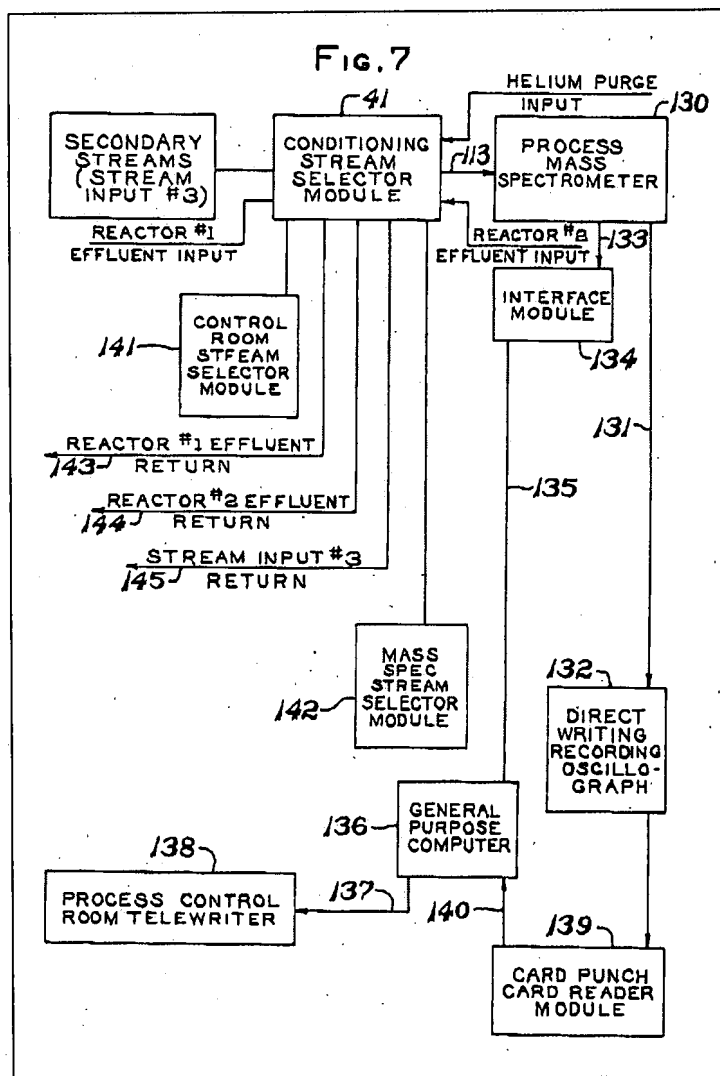 FIG. 7
41
HELIUM PURGE
INPUT
130
SECONDARY
STREAMS
(STREAM
INPUT #3)
CONDITIONING
STREAM
SELECTOR
MODULE
113
PROCESS
MASS
SPECTROMETER
REACTOR #1
EFFLUENT INPUT
REACTOR #2
EFFLUENT INPUT
133
INTERFACE
MODULE
134
141
CONTROL
ROOM
STFEAM
SELECTOR
MODULE
131
REACTOR #1 EFFLUENT
143
RETURN
135
REACTOR #2 EFFLUENT
144
RETURN
STREAM INPUT #3
145
RETURN
142
MASS
SPEC
STREAM
SELECTOR
MODULE
132
DIRECT
WRITING
RECORDING
OSCILLO-
GRAPH
136
GENERAL
PURPOSE
COMPUTER
138
PROCESS CONTROL
ROOM TELEWRITER
137
140
139
CARD PUNCH
CARD READER
MODULE